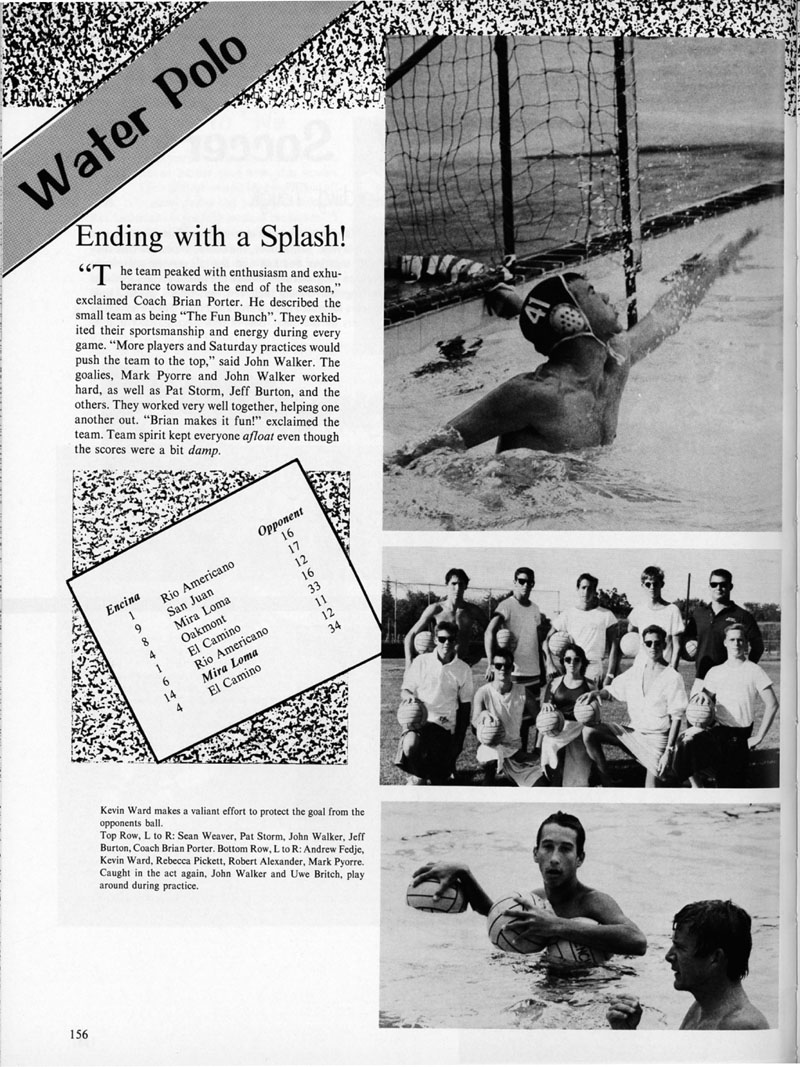 Water Polo
Ending with a Splash!
“The team peaked with enthusiasm and exhu-
berance towards the end of the season,”
exclaimed Coach Brian Porter. He described the
small team as being “The Fun Bunch”. They exhib-
ited their sportsmanship and energy during every
game. “More players and Saturday practices would
push the team to the top,” said John Walker. The
goalies, Mark Pyorre and John Walker worked
hard, as well as Pat Storm, Jeff Burton, and the
others. They worked very well together, helping one
another out. “Brian makes it fun!” exclaimed the
team. Team spirit kept everyone afloat even though
the scores were a bit damp.
Encina Opponent
1 Rio Americano 16
9 San Juan 17
8 Mira Loma 12
4 Oakmont 16
1 El Camino 33
6 Rio Americano 11
14 Mira Loma 12
4 El Camino 34
41
Kevin Ward makes a valiant effort to protect the goal from the
opponents ball.
Top Row, L to R: Sean Weaver, Pat Storm, John Walker, Jeff
Burton, Coach Brian Porter. Bottom Row, L to R: Andrew Fedje,
Kevin Ward, Rebecca Pickett, Robert Alexander, Mark Pyorre.
Caught in the act again, John Walker and Uwe Britch, play
around during practice.
156